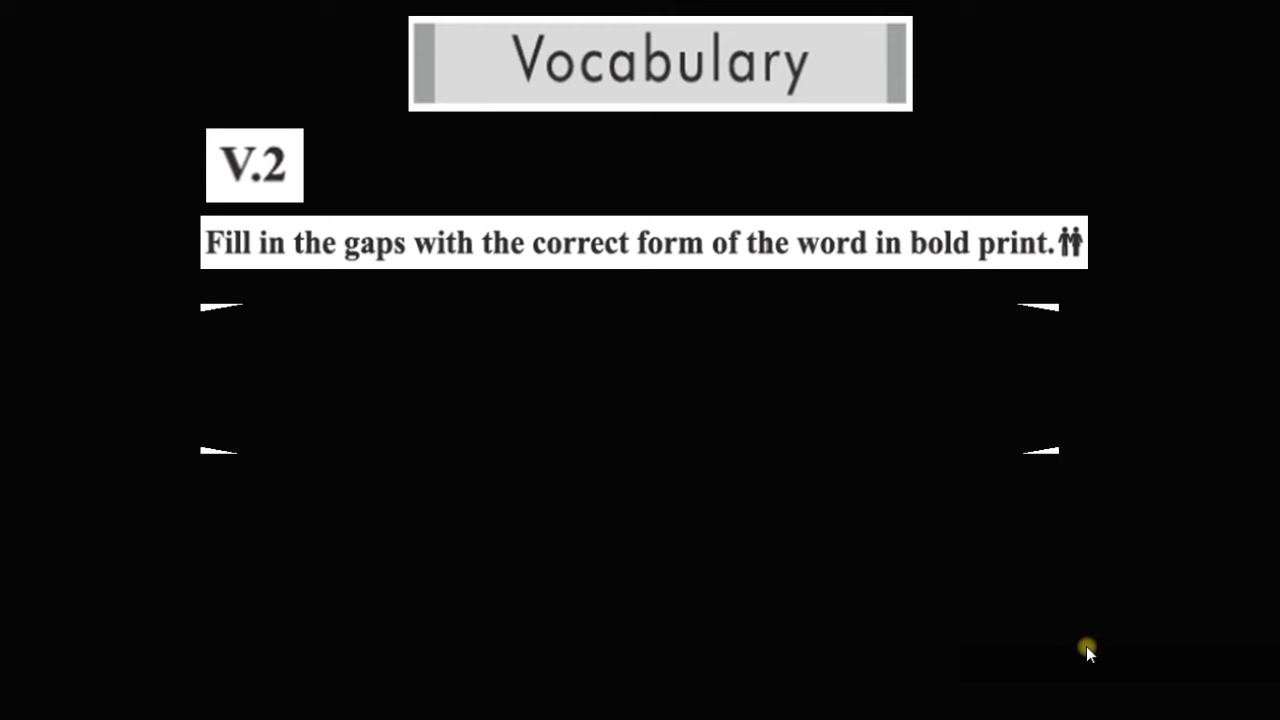 Vocabulary
V.2
Fill in the gaps with the correct form of the word in bold print.